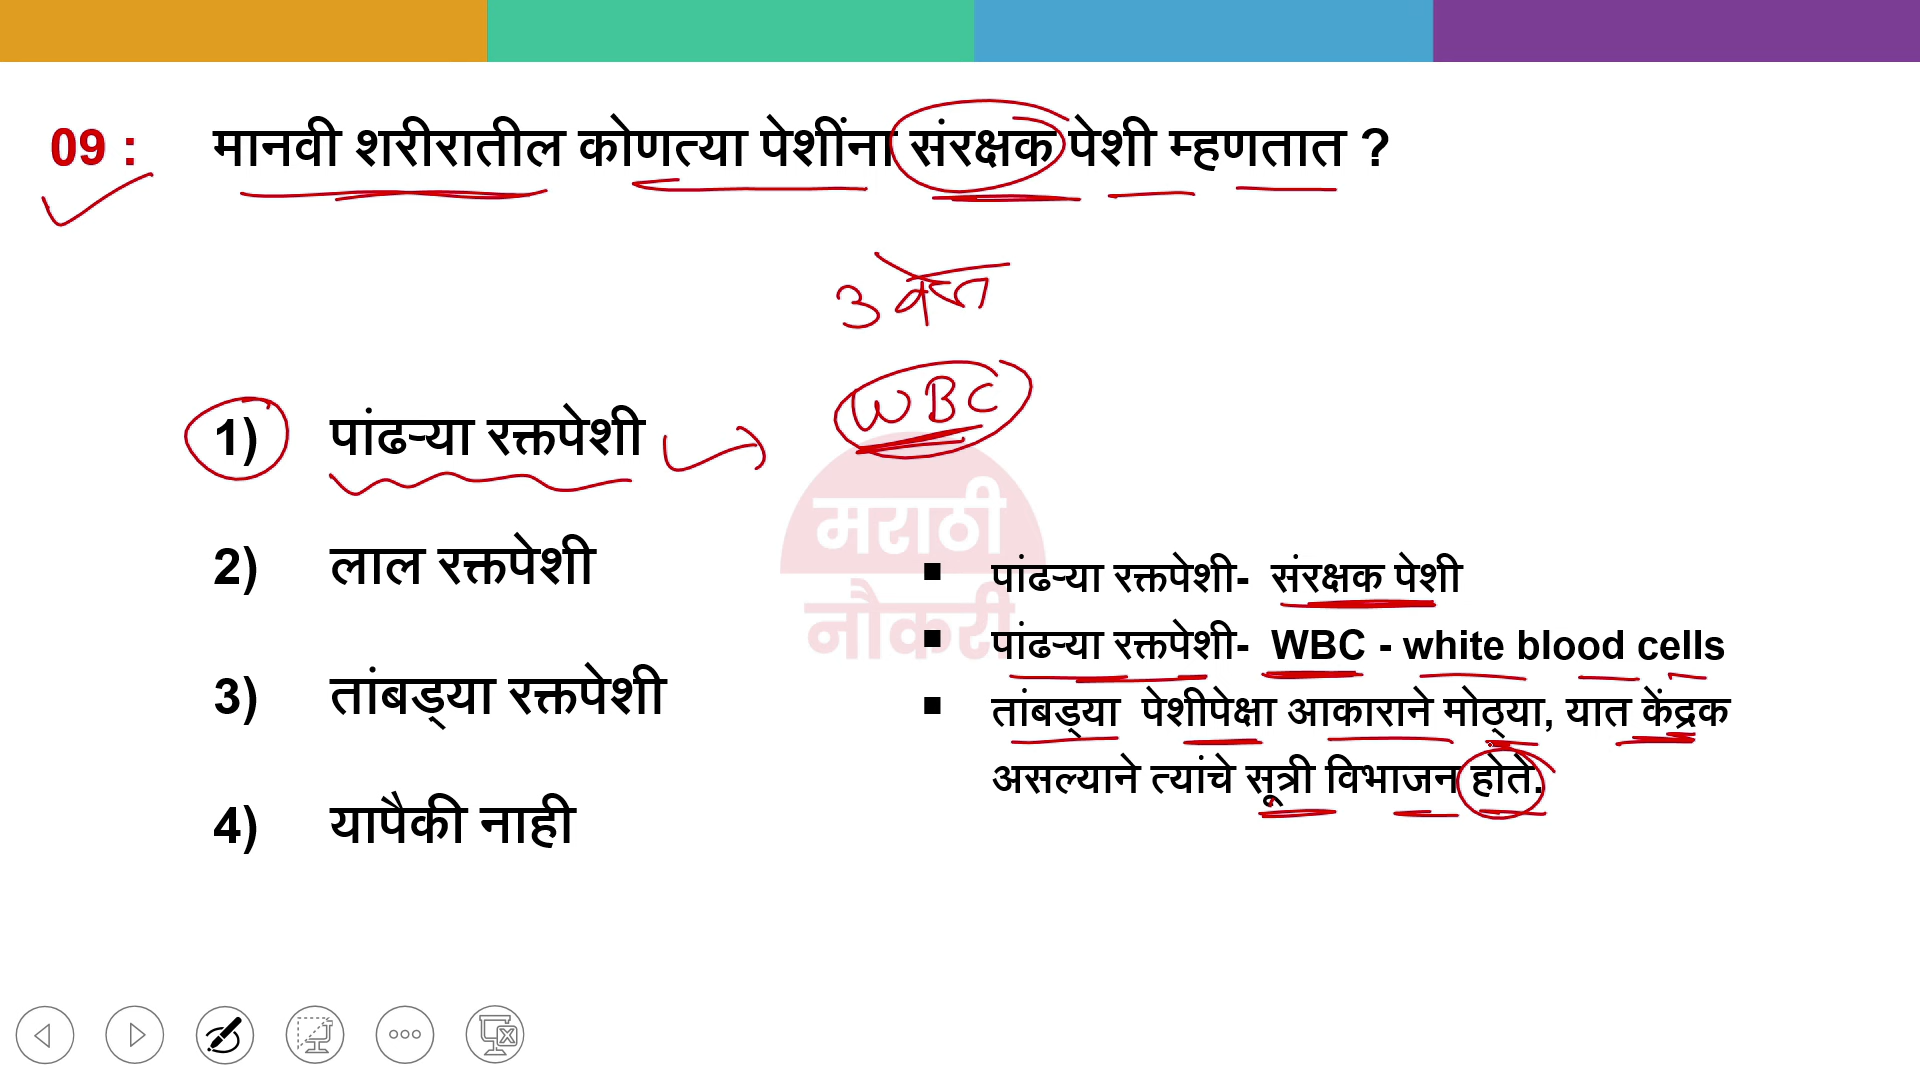 09 : मानवी शरीरातील कोणत्या पेशींना संरक्षक पेशी म्हणतात ?
WBC
1) पांढऱ्या रक्तपेशी
2) लाल रक्तपेशी
3) तांबड्या रक्तपेशी
4) यापैकी नाही
मराठी
नौकरी
▪ पांढऱ्या रक्तपेशी- संरक्षक पेशी
▪ पांढऱ्या रक्तपेशी- WBC - white blood cells
▪ तांबड्या पेशीपेक्षा आकाराने मोठ्या, यात केंद्रक
असल्याने त्यांचे सूत्री विभाजन होते.